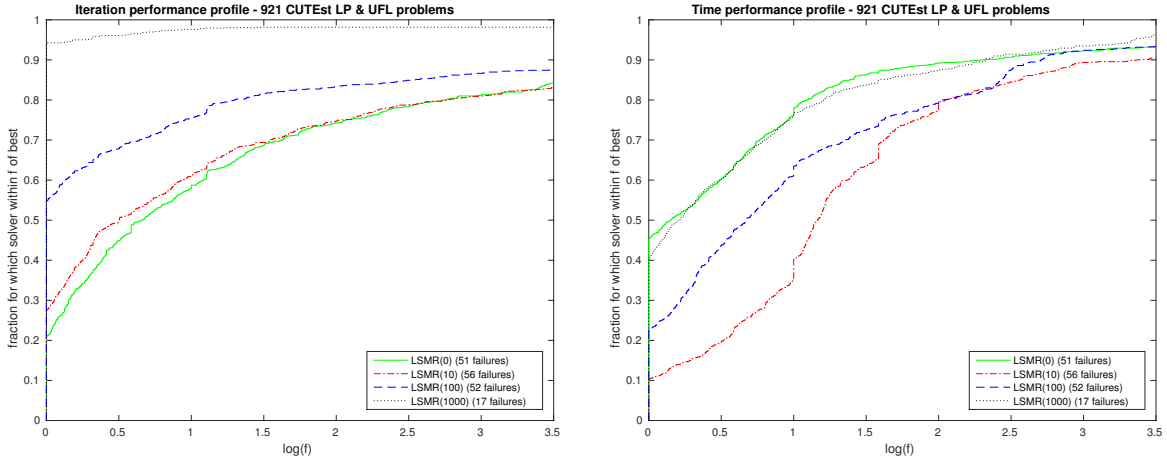 Iteration performance profile - 921 CUTEst LP & UFL problems
fraction for which solver within f of best
1
0.9
0.8
0.7
0.6
0.5
0.4
0.3
0.2
0.1
0
0
0.5
1
1.5
2
2.5
3
3.5
log(f)
LSMR(0) (51 failures)
LSMR(10) (56 failures)
LSMR(100) (52 failures)
LSMR(1000) (17 failures)
Time performance profile - 921 CUTEst LP & UFL problems
fraction for which solver within f of best
1
0.9
0.8
0.7
0.6
0.5
0.4
0.3
0.2
0.1
0
0
0.5
1
1.5
2
2.5
3
3.5
log(f)
LSMR(0) (51 failures)
LSMR(10) (56 failures)
LSMR(100) (52 failures)
LSMR(1000) (17 failures)